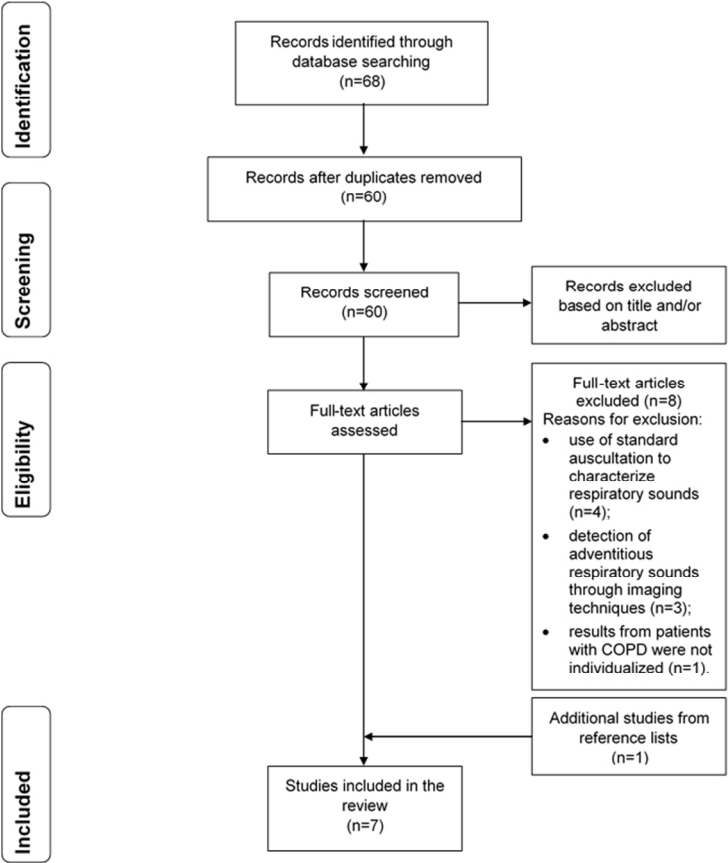 Identification
Records identified through
database searching
(n=68)
Records after duplicates removed
(n=60)
Screening
Records screened
(n=60)
Records excluded
based on title and/or
abstract
Eligibility
Full-text articles
assessed
Full-text articles
excluded (n=8)
Reasons for exclusion:
• use of standard
auscultation to
characterize
respiratory sounds
(n=4);
• detection of
adventitious
respiratory sounds
through imaging
techniques (n=3);
• results from patients
with COPD were not
individualized (n=1).
Additional studies from
reference lists
(n=1)
Included
Studies included in the
review
(n=7)